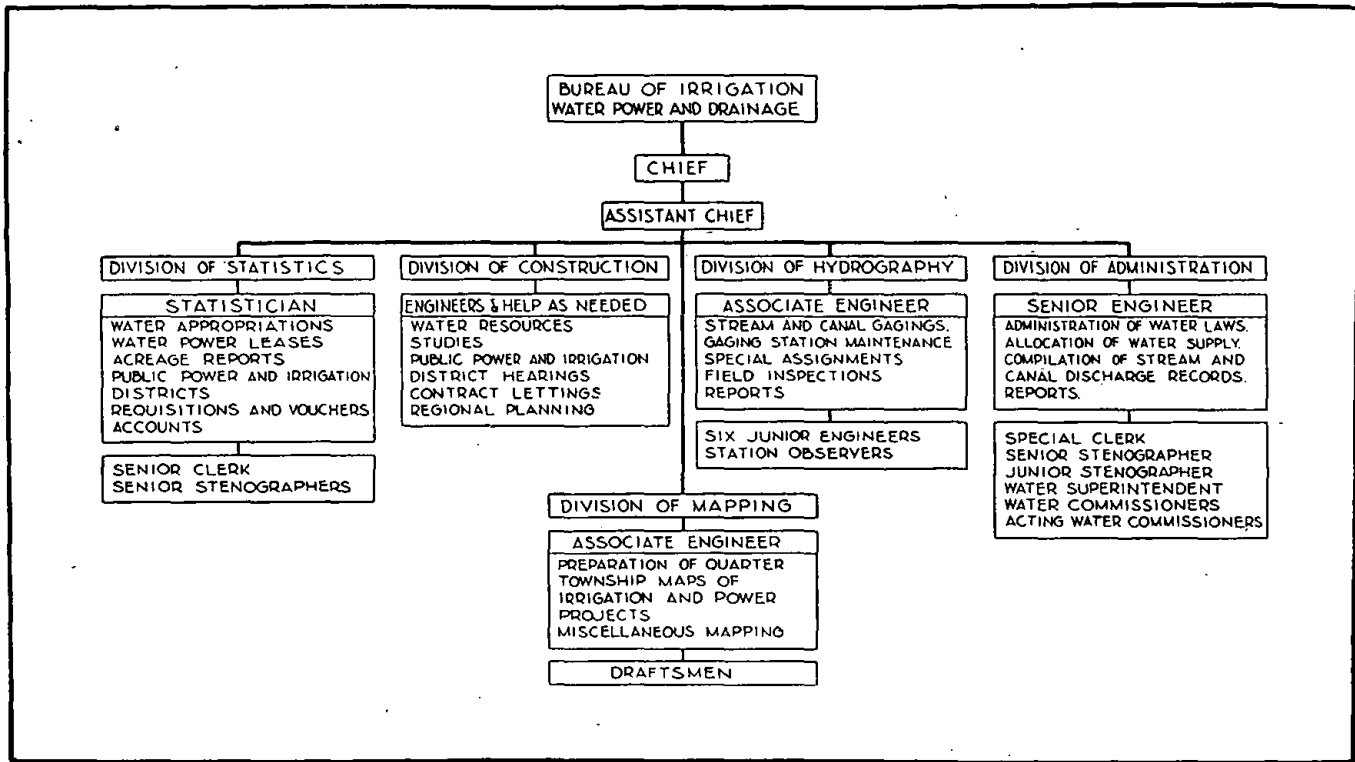 BUREAU OF IRRIGATION
WATER POWER AND DRAINAGE
CHIEF
ASSISTANT CHIEF
DIVISION OF STATISTICS
STATISTICIAN
WATER APPROPRIATIONS
WATER POWER LEASES
ACREAGE REPORTS
PUBLIC POWER AND IRRIGATION
DISTRICTS
REQUISITIONS AND VOUCHERS
ACCOUNTS
SENIOR CLERK
SENIOR STENOGRAPHERS
DIVISION OF CONSTRUCTION
ENGINEERS & HELP AS NEEDED
WATER RESOURCES
STUDIES
PUBLIC POWER AND IRRIGATION
DISTRICT HEARINGS
CONTRACT LETTINGS
REGIONAL PLANNING
DIVISION OF MAPPING
ASSOCIATE ENGINEER
PREPARATION OF QUARTER
TOWNSHIP MAPS OF
IRRIGATION AND POWER
PROJECTS
MISCELLANEOUS MAPPING
DRAFTSMEN
DIVISION OF HYDROGRAPHY
ASSOCIATE ENGINEER
STREAM AND CANAL GAGINGS.
GAGING STATION MAINTENANCE
SPECIAL ASSIGNMENTS
FIELD INSPECTIONS
REPORTS
SIX JUNIOR ENGINEERS
STATION OBSERVERS
DIVISION OF ADMINISTRATION
SENIOR ENGINEER
ADMINISTRATION OF WATER LAWS.
ALLOCATION OF WATER SUPPLY.
COMPILATION OF STREAM AND
CANAL DISCHARGE RECORDS.
REPORTS.
SPECIAL CLERK
SENIOR STENOGRAPHER
JUNIOR STENOGRAPHER
WATER SUPERINTENDENT
WATER COMMISSIONERS
ACTING WATER COMMISSIONERS